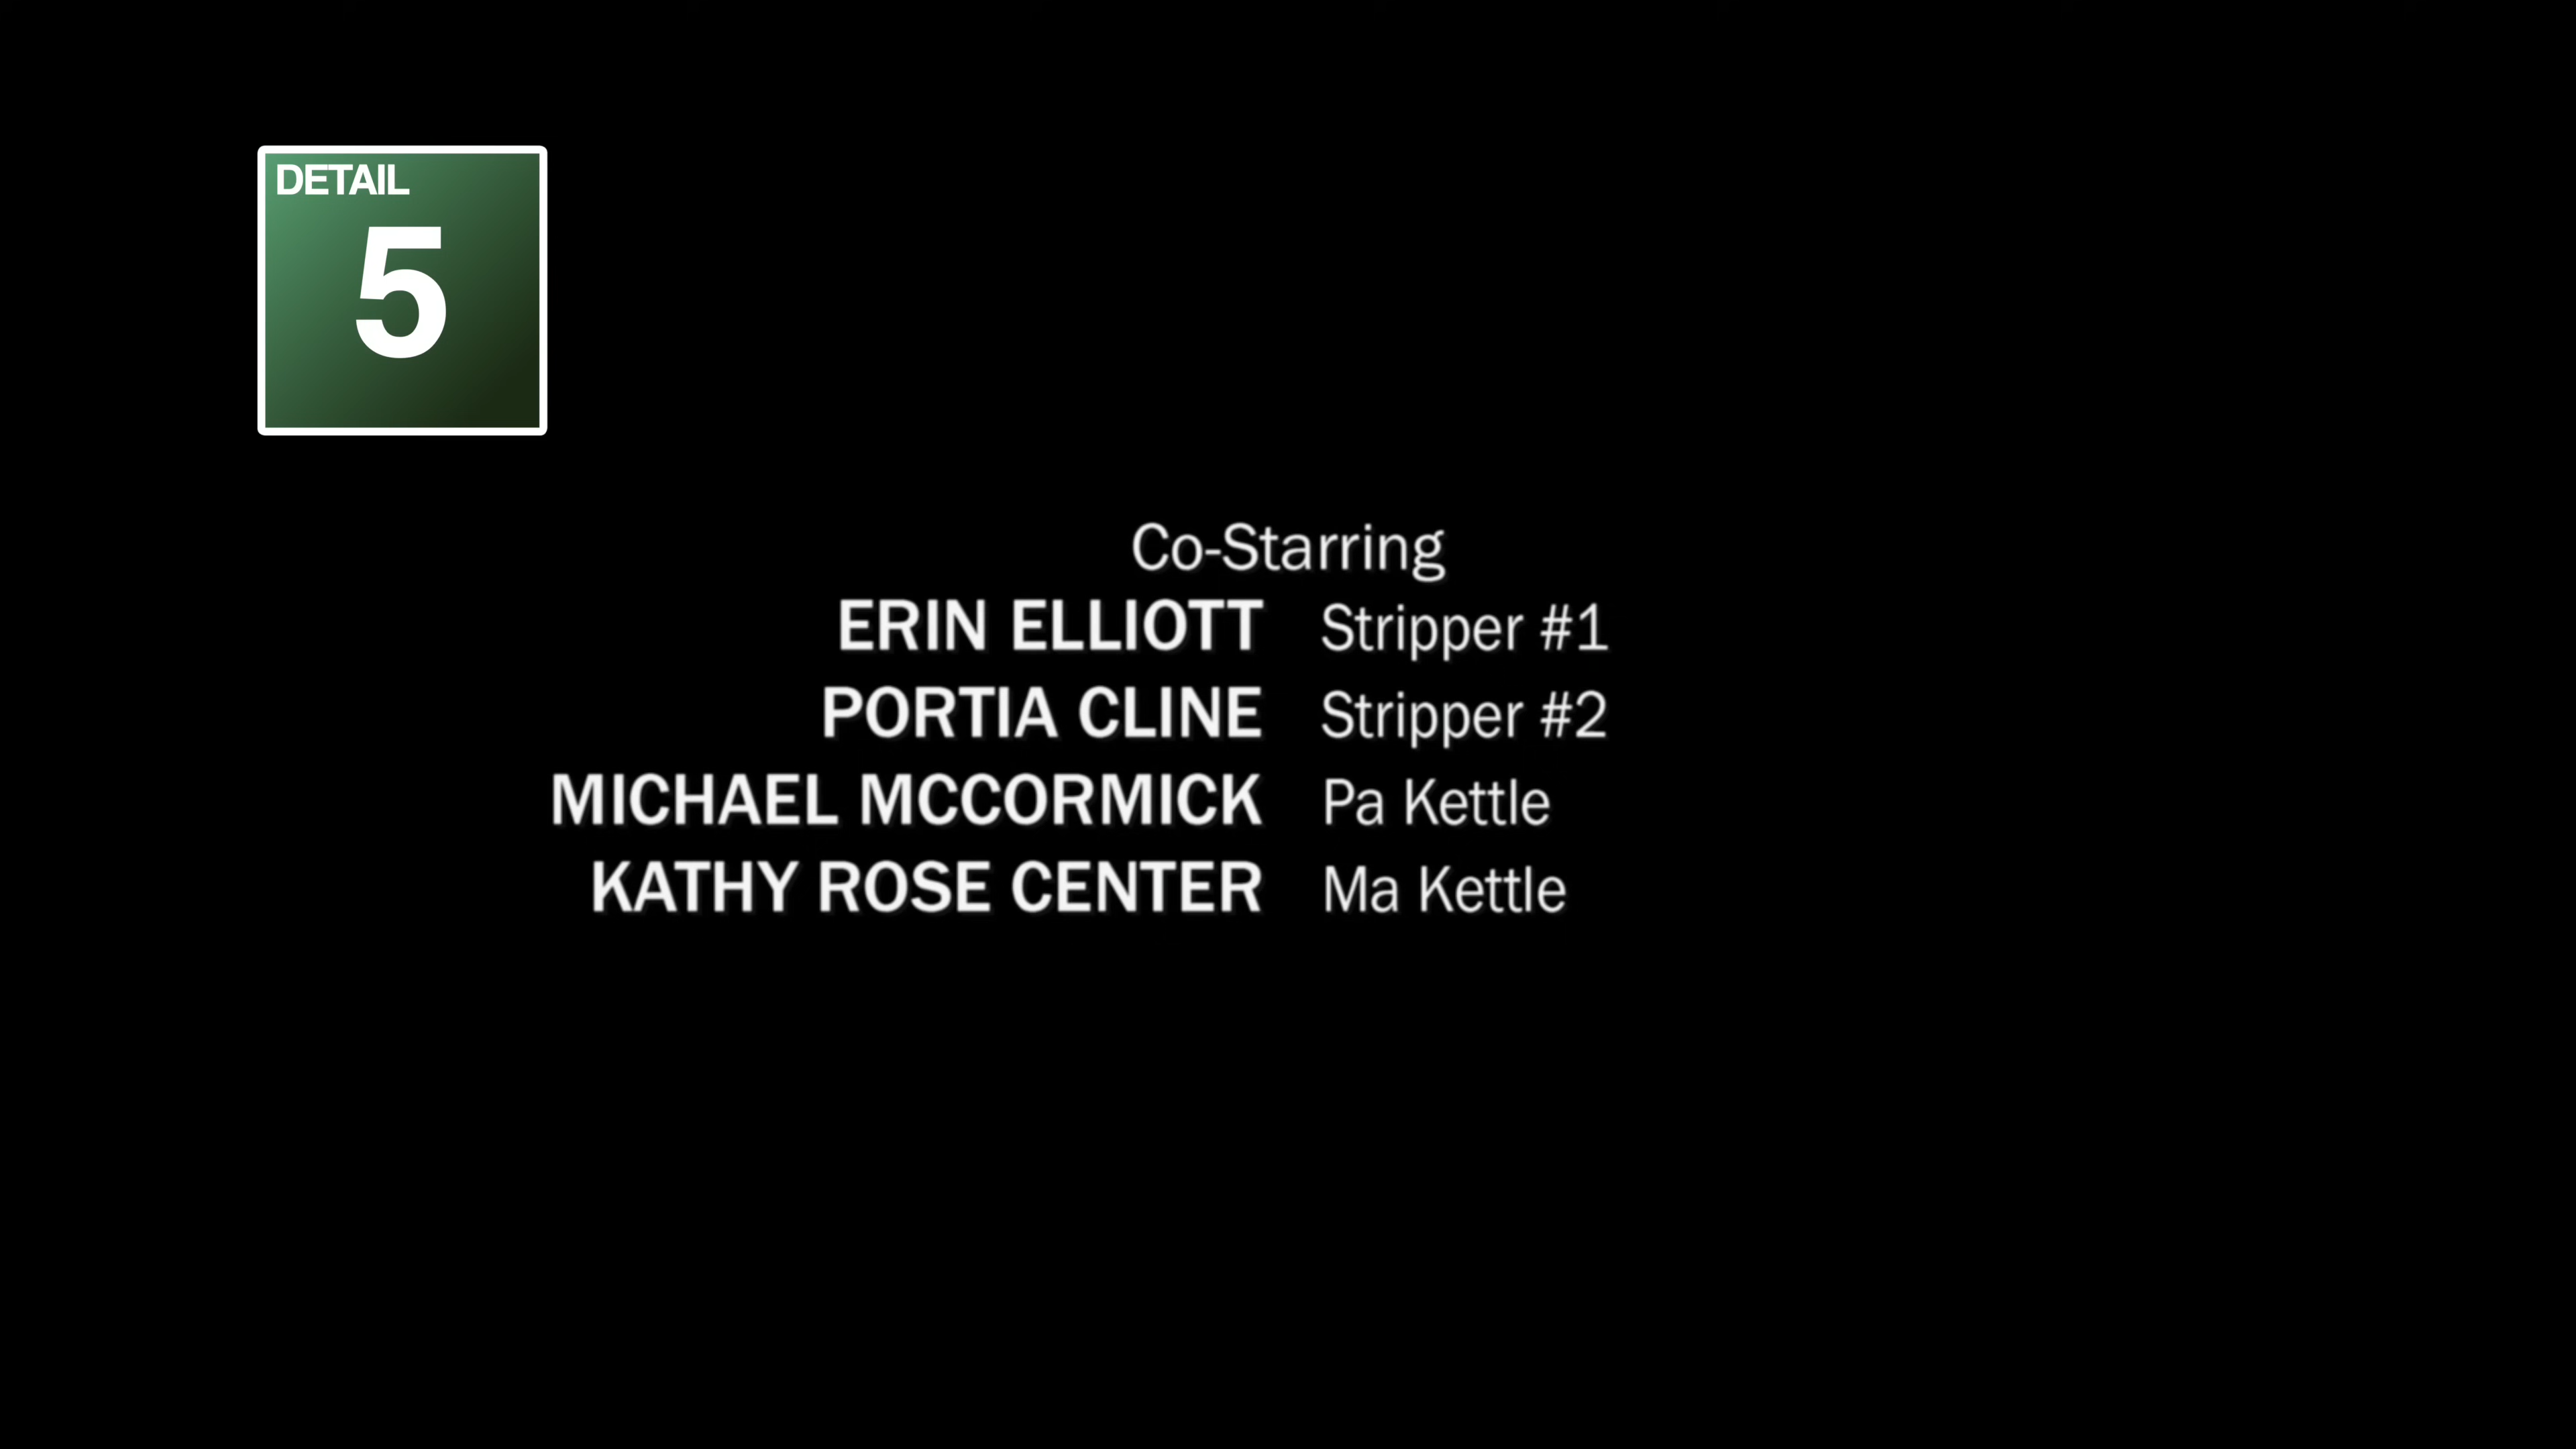 DETAIL
5
Co-Starring
ERIN ELLIOTT Stripper #1
PORTIA CLINE Stripper #2
MICHAEL MCCORMICK Pa Kettle
KATHY ROSE CENTER Ma Kettle